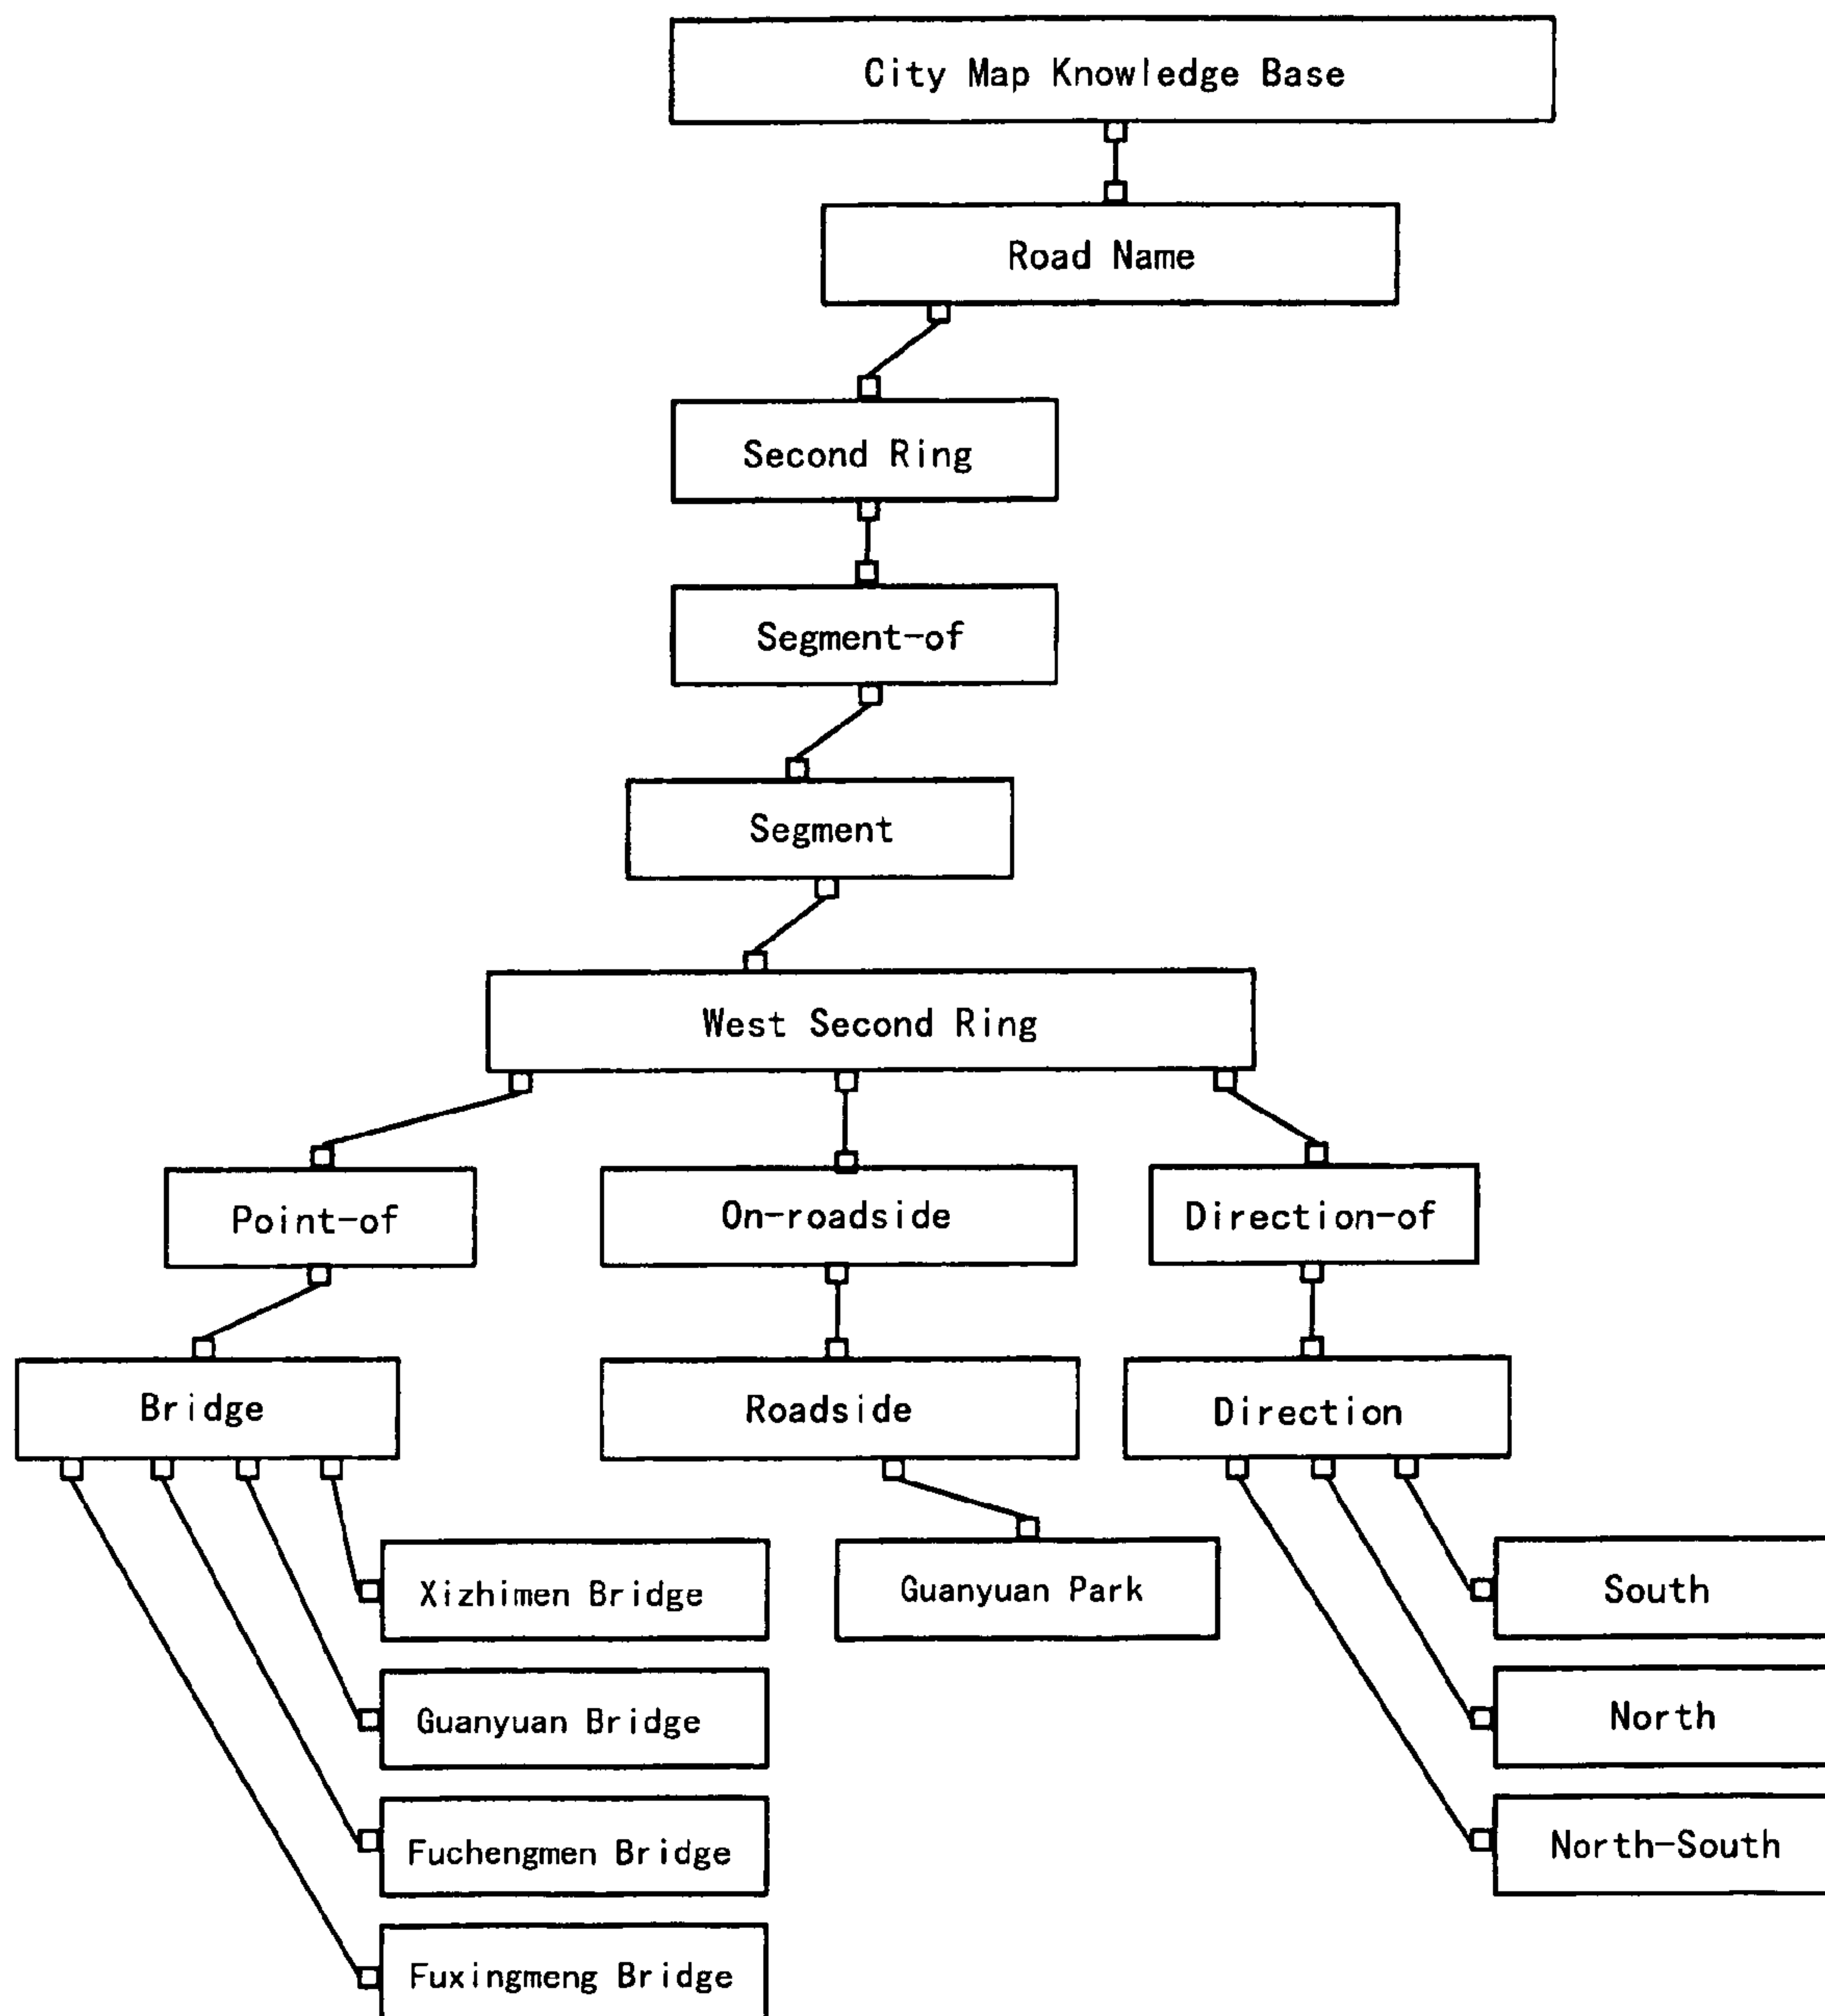 City Map Knowledge Base
Road Name
Second Ring
Segment-of
Segment
West Second Ring
Point-of
On-roadside
Direction-of
Bridge
Roadside
Direction
Xizhimen Bridge
Guanyuan Park
South
Guanyuan Bridge
North
Fuchengmen Bridge
North-South
Fuxingmeng Bridge